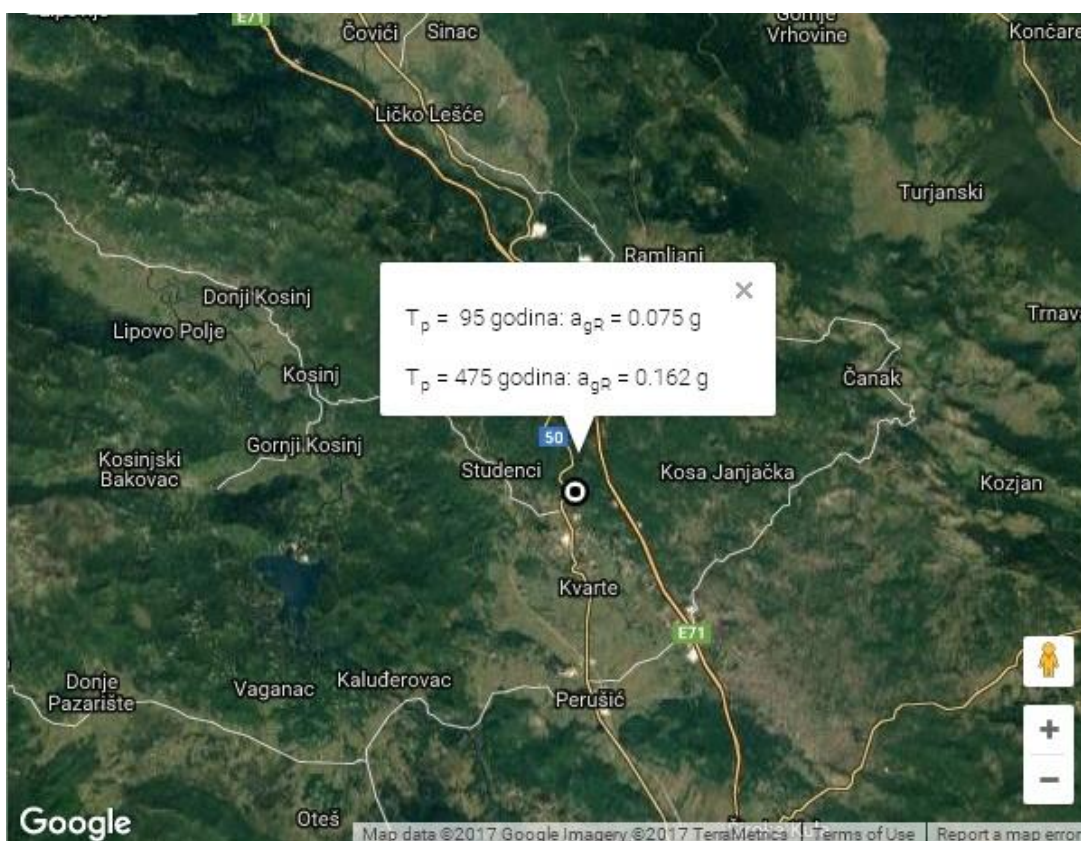 E71
Čovići
Sinac
Gornje
Vrhovine
Končare
Ličko Lešće
Turjanski
Ramljani
Donji Kosinj
Lipovo Polje
Trnava
T_p = 95 godina: a_gR = 0.075 g
T_p = 475 godina: a_gR = 0.162 g
Kosinj
Čanak
50
Gornji Kosinj
Kosinjski
Bakovac
Studenci
Kosa Janjačka
Kozjan
Kvarte
E71
Donje
Pazarište
Vaganac
Kaluđerovac
Perušić
+
−
Oteš
Google
Map data ©2017 Google Imagery ©2017 TerraMetrics
Terms of Use
Report a map error